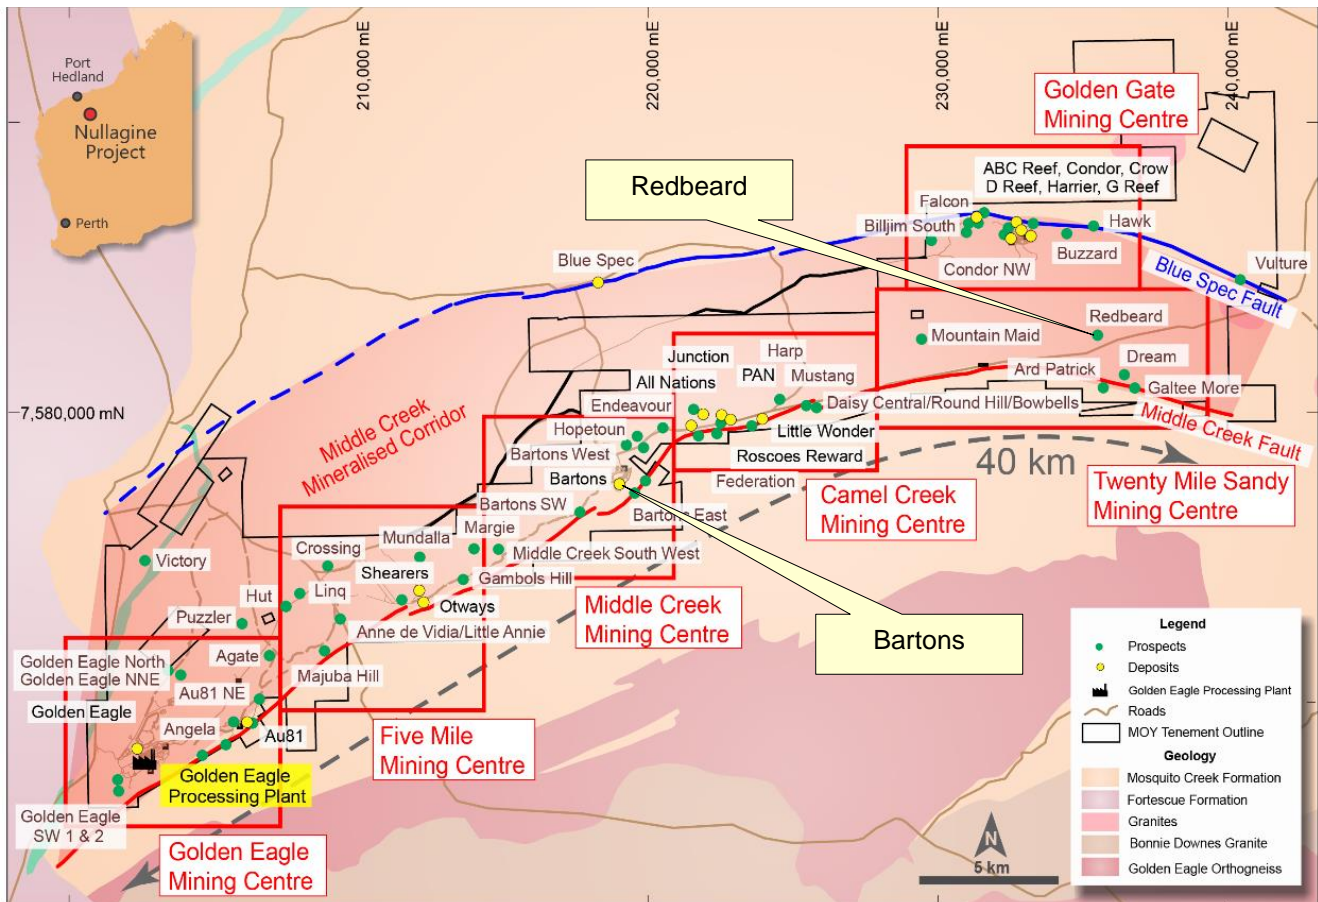 Port
Hedland
Nullagine
Project
Perth
210,000 mE
220,000 mE
230,000 mE
240,000 mE
7,580,000 mN
Golden Gate
Mining Centre
Redbeard
ABC Reef, Condor, Crow
D Reef, Harrier, G Reef
Falcon
Billjim South
Hawk
Buzzard
Condor NW
Vulture
Blue Spec
Blue Spec Fault
Redbeard
Mountain Maid
Junction
Harp
PAN
Mustang
All Nations
Ard Patrick
Dream
Galtee More
Endeavour
Daisy Central/Round Hill/Bowbells
Middle Creek Fault
Middle Creek
Mineralised Corridor
Hopetoun
Little Wonder
Bartons West
Roscoes Reward
40 km
Bartons
Federation
Camel Creek
Mining Centre
Twenty Mile Sandy
Mining Centre
Bartons SW
Bartons East
Margie
Mundalla
Crossing
Middle Creek South West
Victory
Shearers
Gambols Hill
Hut
Linq
Otways
Middle Creek
Mining Centre
Bartons
Puzzler
Anne de Vidia/Little Annie
Agate
Golden Eagle North
Golden Eagle NNE
Majuba Hill
Au81 NE
Golden Eagle
Angela
Au81
Five Mile
Mining Centre
Golden Eagle
Processing Plant
Golden Eagle
SW 1 & 2
Golden Eagle
Mining Centre
N
5 km
Legend
Prospects
Deposits
Golden Eagle Processing Plant
Roads
MOY Tenement Outline
Geology
Mosquito Creek Formation
Fortescue Formation
Granites
Bonnie Downes Granite
Golden Eagle Orthogneiss